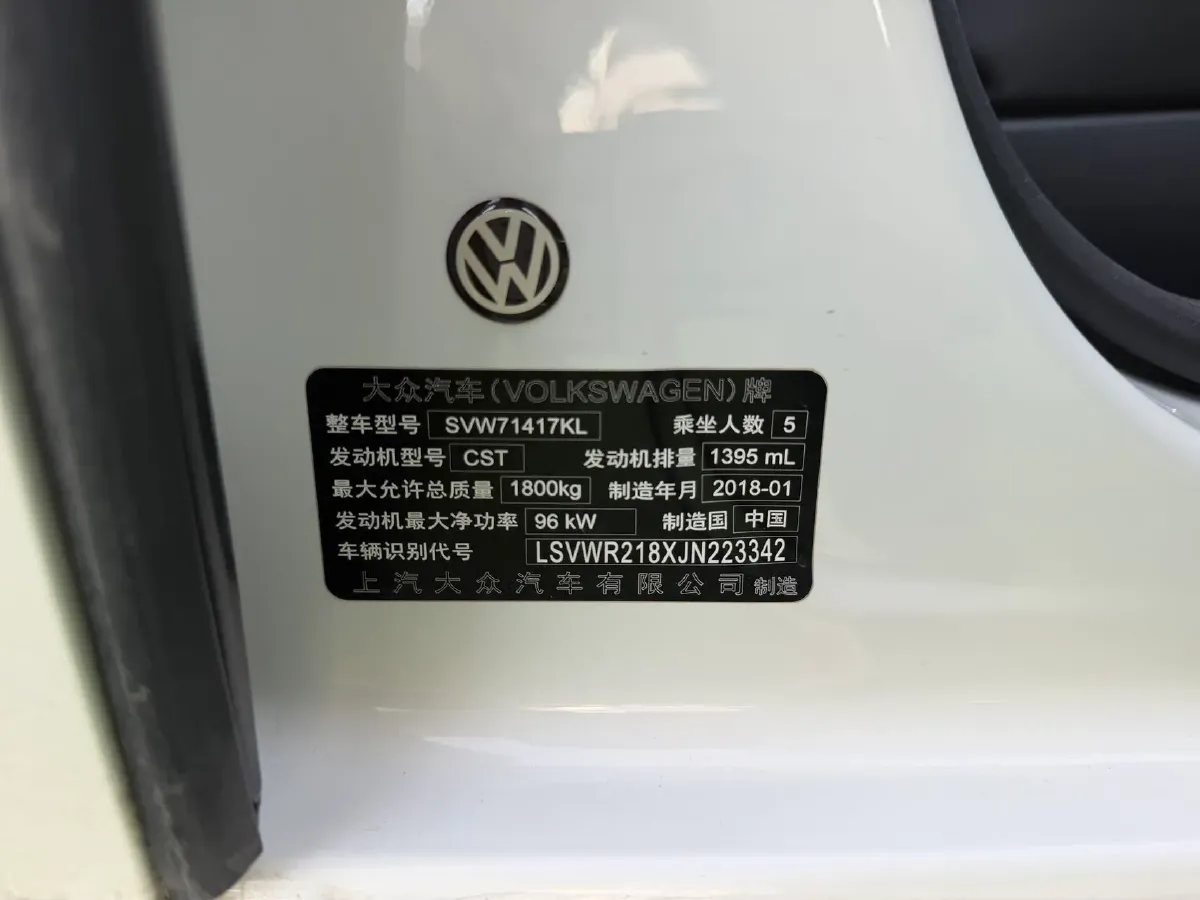 大众汽车(VOLKSWAGEN)牌
整车型号 SVW71417KL 乘坐人数 5
发动机型号 CST 发动机排量 1395 mL
最大允许总质量 1800kg 制造年月 2018-01
发动机最大净功率 96 kW 制造国 中国
车辆识别代号 LSVWR218XJN223342
上汽大众汽车有限公司 制造